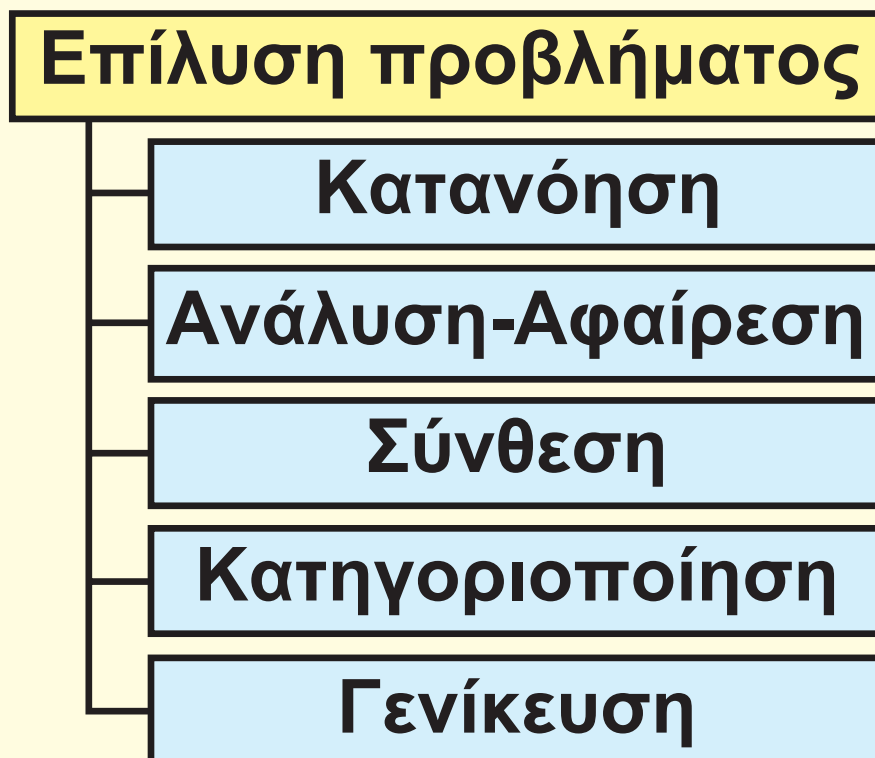 Επίλυση προβλήματος
Κατανόηση
Ανάλυση-Αφαίρεση
Σύνθεση
Κατηγοριοποίηση
Γενίκευση